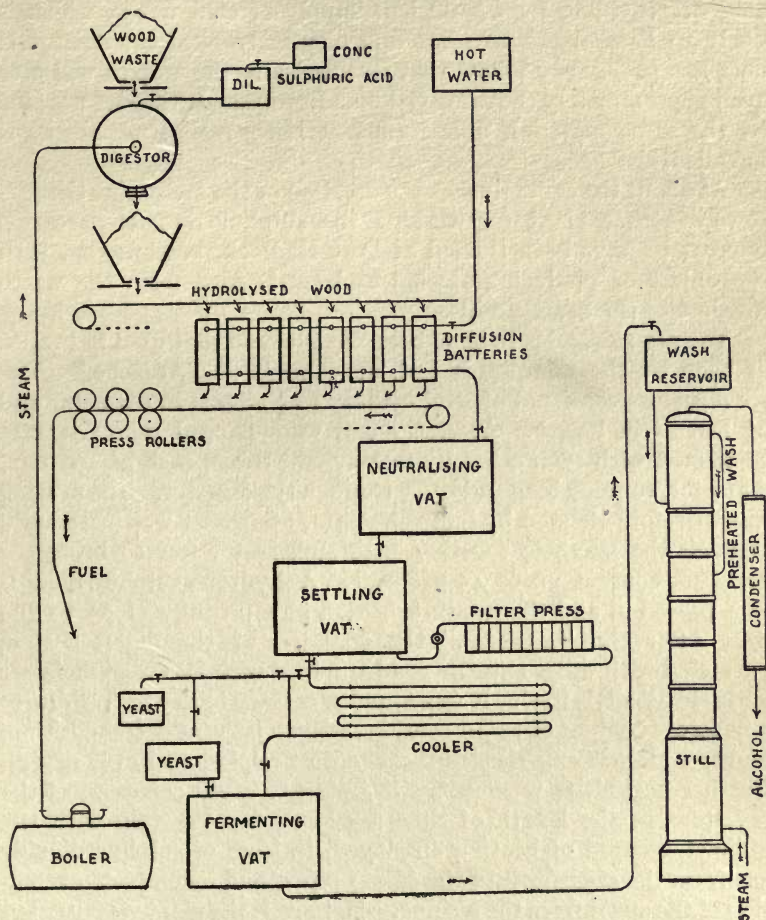 WOOD
WASTE
CONC
SULPHURIC ACID
DIL.
HOT
WATER
DIGESTOR
HYDROLYSED WOOD
DIFFUSION
BATTERIES
STEAM
PRESS ROLLERS
FUEL
NEUTRALISING
VAT
WASH
RESERVOIR
PREHEATED WASH
CONDENSER
SETTLING
VAT
FILTER PRESS
YEAST
COOLER
YEAST
STILL
ALCOHOL
BOILER
FERMENTING
VAT
STEAM